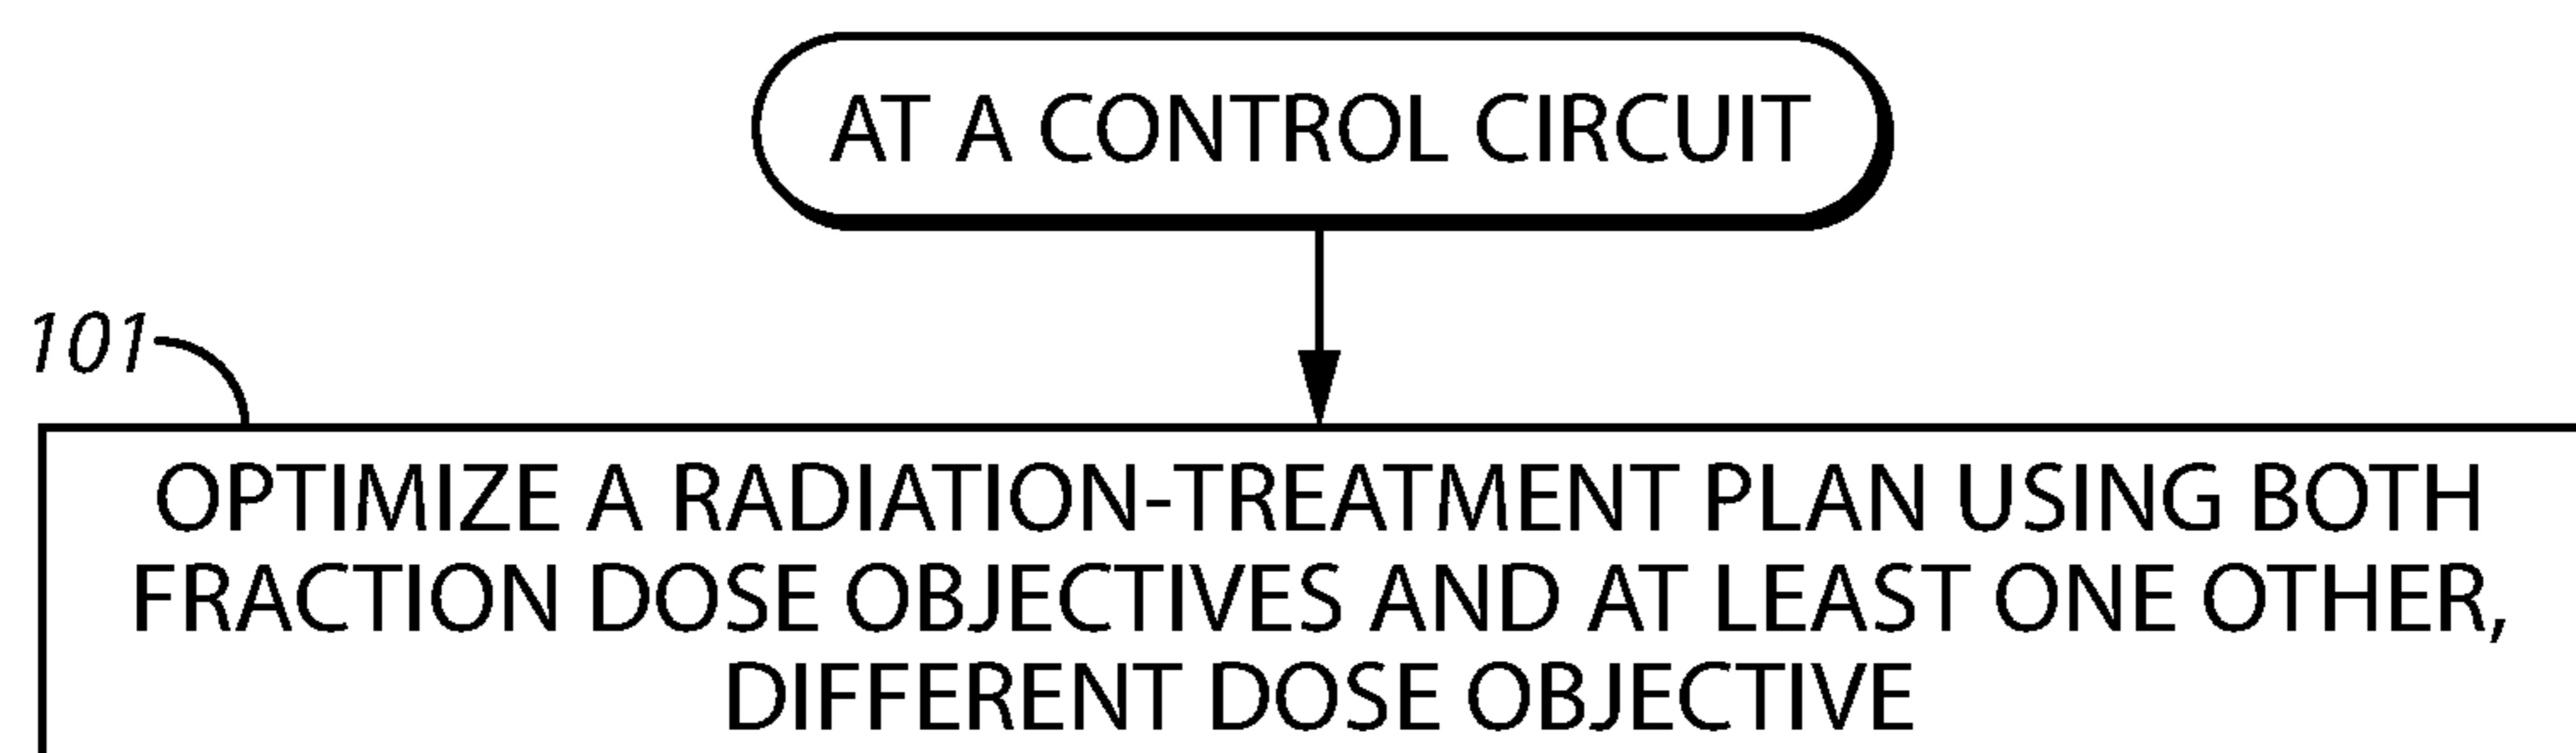 AT A CONTROL CIRCUIT
101
OPTIMIZE A RADIATION-TREATMENT PLAN USING BOTH
FRACTION DOSE OBJECTIVES AND AT LEAST ONE OTHER,
DIFFERENT DOSE OBJECTIVE